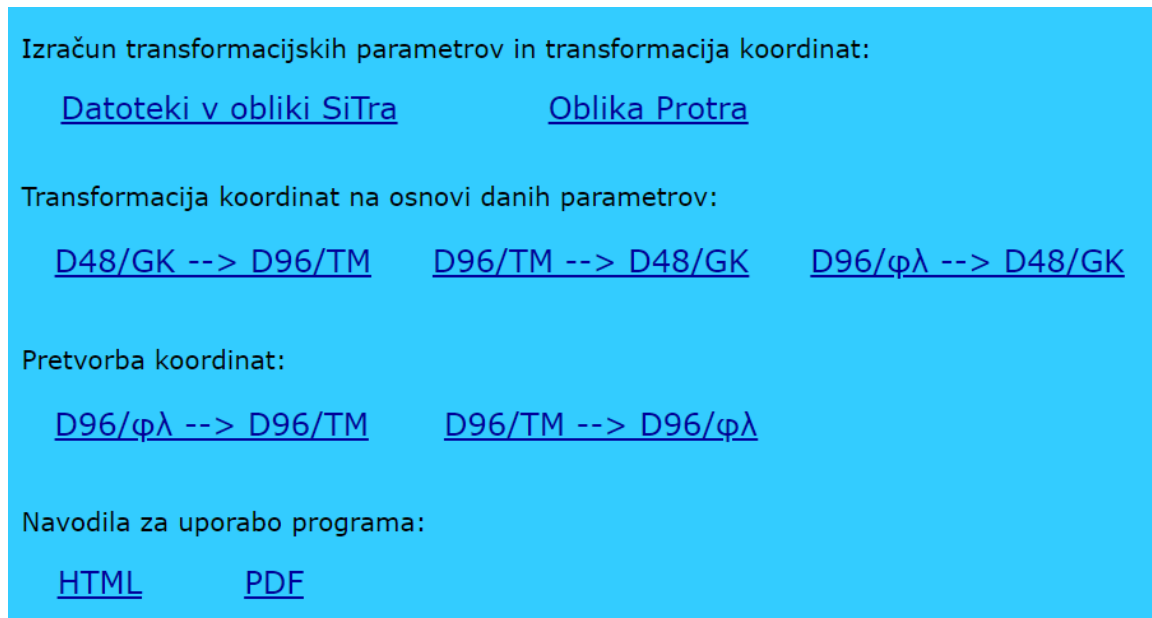 Izračun transformacijskih parametrov in transformacija koordinat:
Datoteki v obliki SiTra Oblika Protra
Transformacija koordinat na osnovi danih parametrov:
D48/GK --> D96/TM D96/TM --> D48/GK D96/φλ --> D48/GK
Pretvorba koordinat:
D96/φλ --> D96/TM D96/TM --> D96/φλ
Navodila za uporabo programa:
HTML PDF